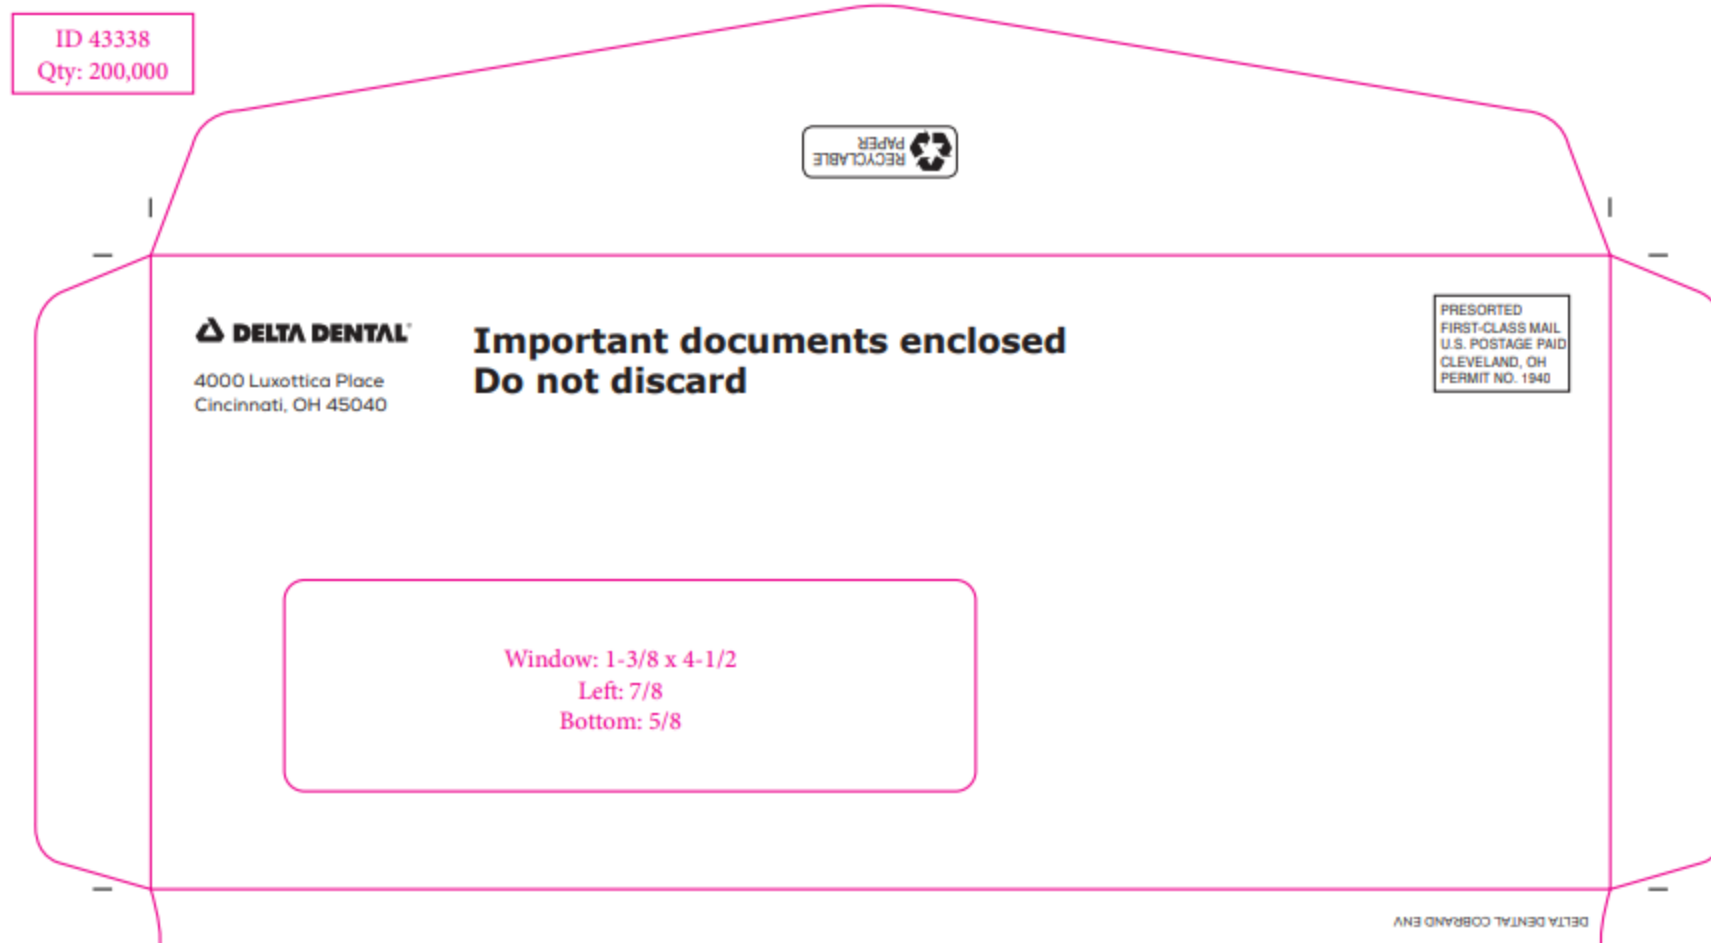 ID 43338
Qty: 200,000
RECYCLABLE
PAPER
DELTA DENTAL®
4000 Luxottica Place
Cincinnati, OH 45040
Important documents enclosed
Do not discard
PRESORTED
FIRST-CLASS MAIL
U.S. POSTAGE PAID
CLEVELAND, OH
PERMIT NO. 1940
Window: 1-3/8 x 4-1/2
Left: 7/8
Bottom: 5/8
DELTA DENTAL COBRAND ENV